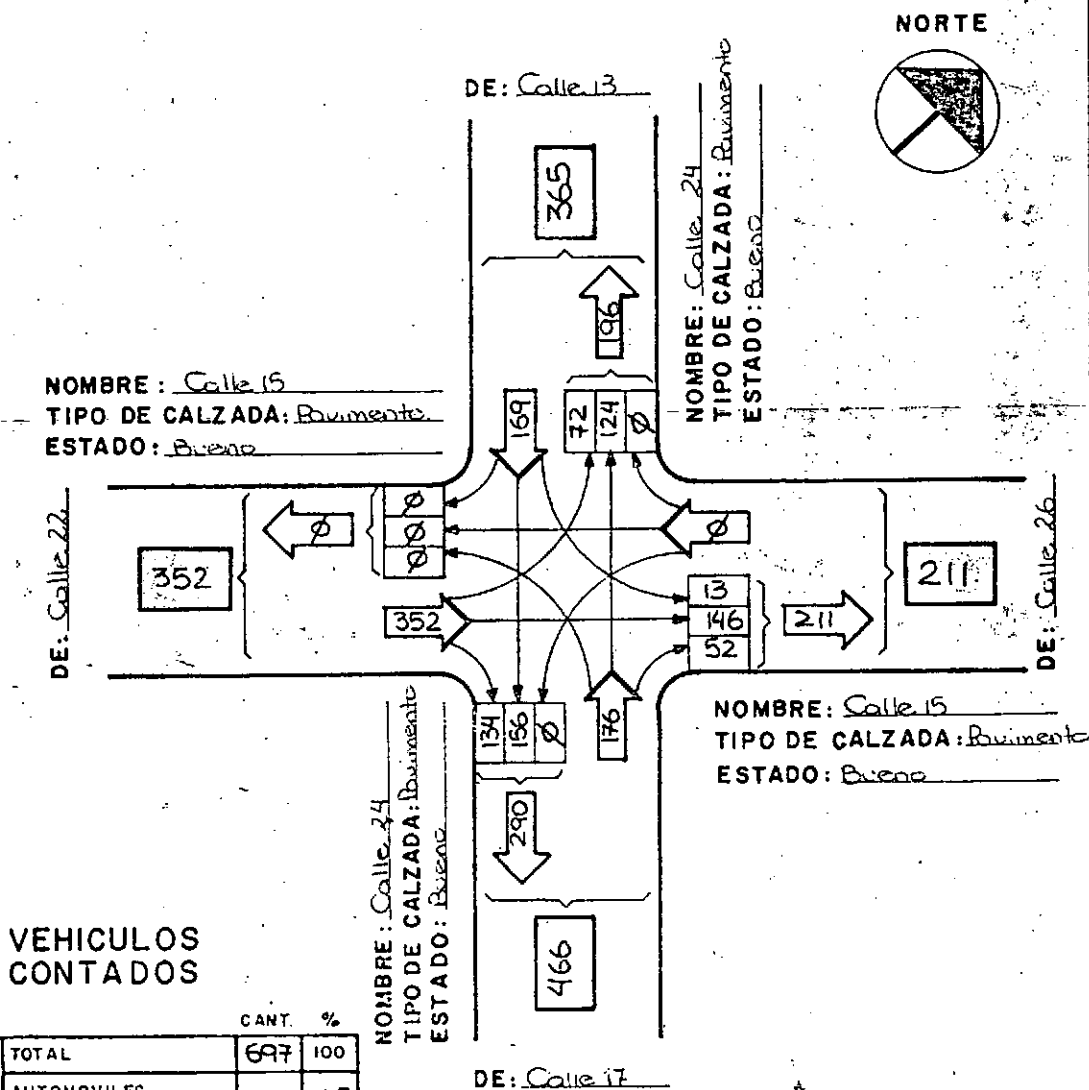 NORTE
DE: Calle 13
365
196
NOMBRE: Calle 24
TIPO DE CALZADA: Pavimento
ESTADO: Bueno
NOMBRE: Calle 15
TIPO DE CALZADA: Pavimento.
ESTADO: Bueno
169
72 124 Ø
DE: Calle 22
352
Ø
Ø
Ø
Ø
Ø
211
DE: Calle 26
352
13
146
52
211
134 156 Ø
176
NOMBRE: Calle 15
TIPO DE CALZADA: Pavimento
ESTADO: Bueno
290
NOMBRE: Calle 24
TIPO DE CALZADA: Pavimento
ESTADO: Bueno
466
VEHICULOS
CONTADOS
CANT. %
TOTAL 697 100
AUTOMOVILES
DE: Calle 17